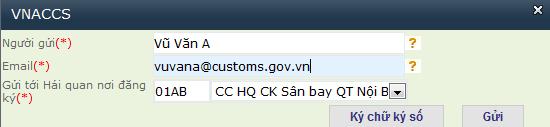 VNACCS
Người gửi(*) Vũ Văn A ?
Email(*) vuvana@customs.gov.vn ?
Gửi tới Hải quan nơi đăng
ký(*) 01AB CC HQ CK Sân bay QT Nội B
Ký chữ ký số Gửi